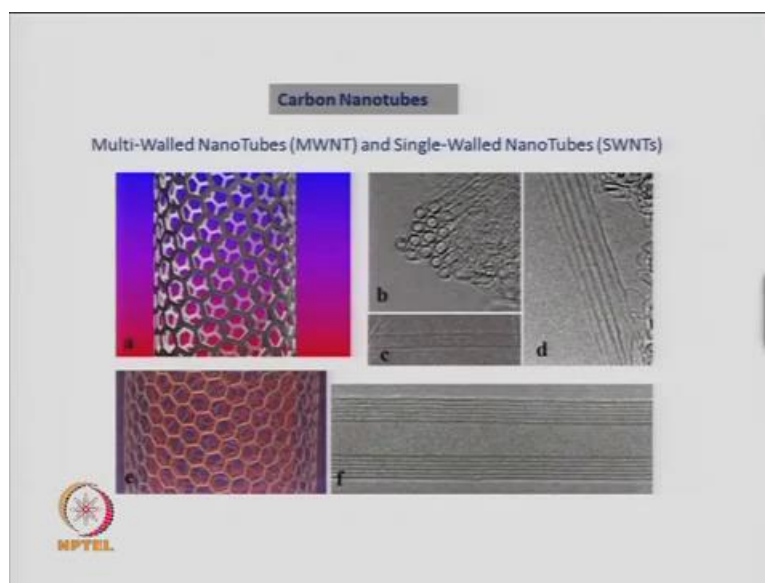 Carbon Nanotubes
Multi-Walled NanoTubes (MWNT) and Single-Walled NanoTubes (SWNTs)
a
b
c
d
e
f
NPTEL